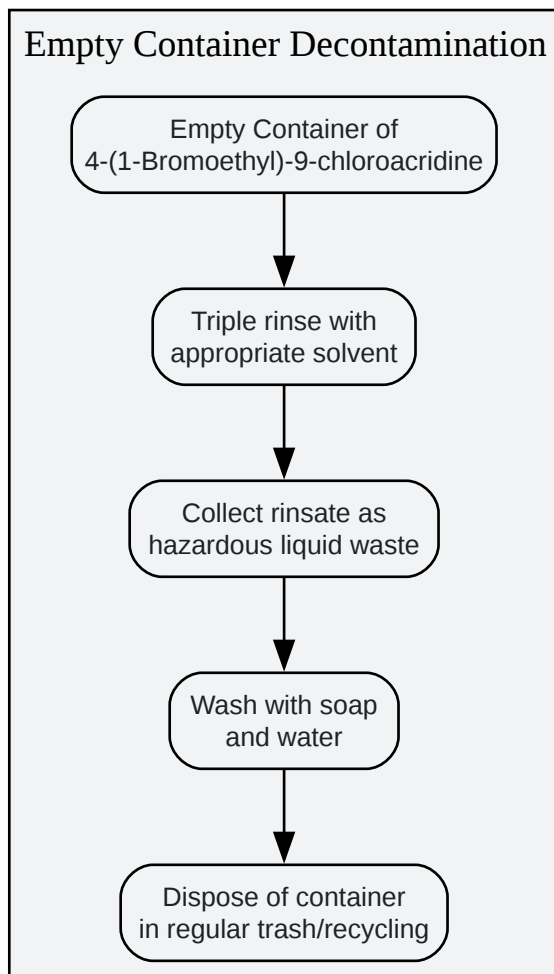 Empty Container Decontamination
Empty Container of
4-(1-Bromoethyl)-9-chloroacridine
Triple rinse with
appropriate solvent
Collect rinsate as
hazardous liquid waste
Wash with soap
and water
Dispose of container
in regular trash/recycling